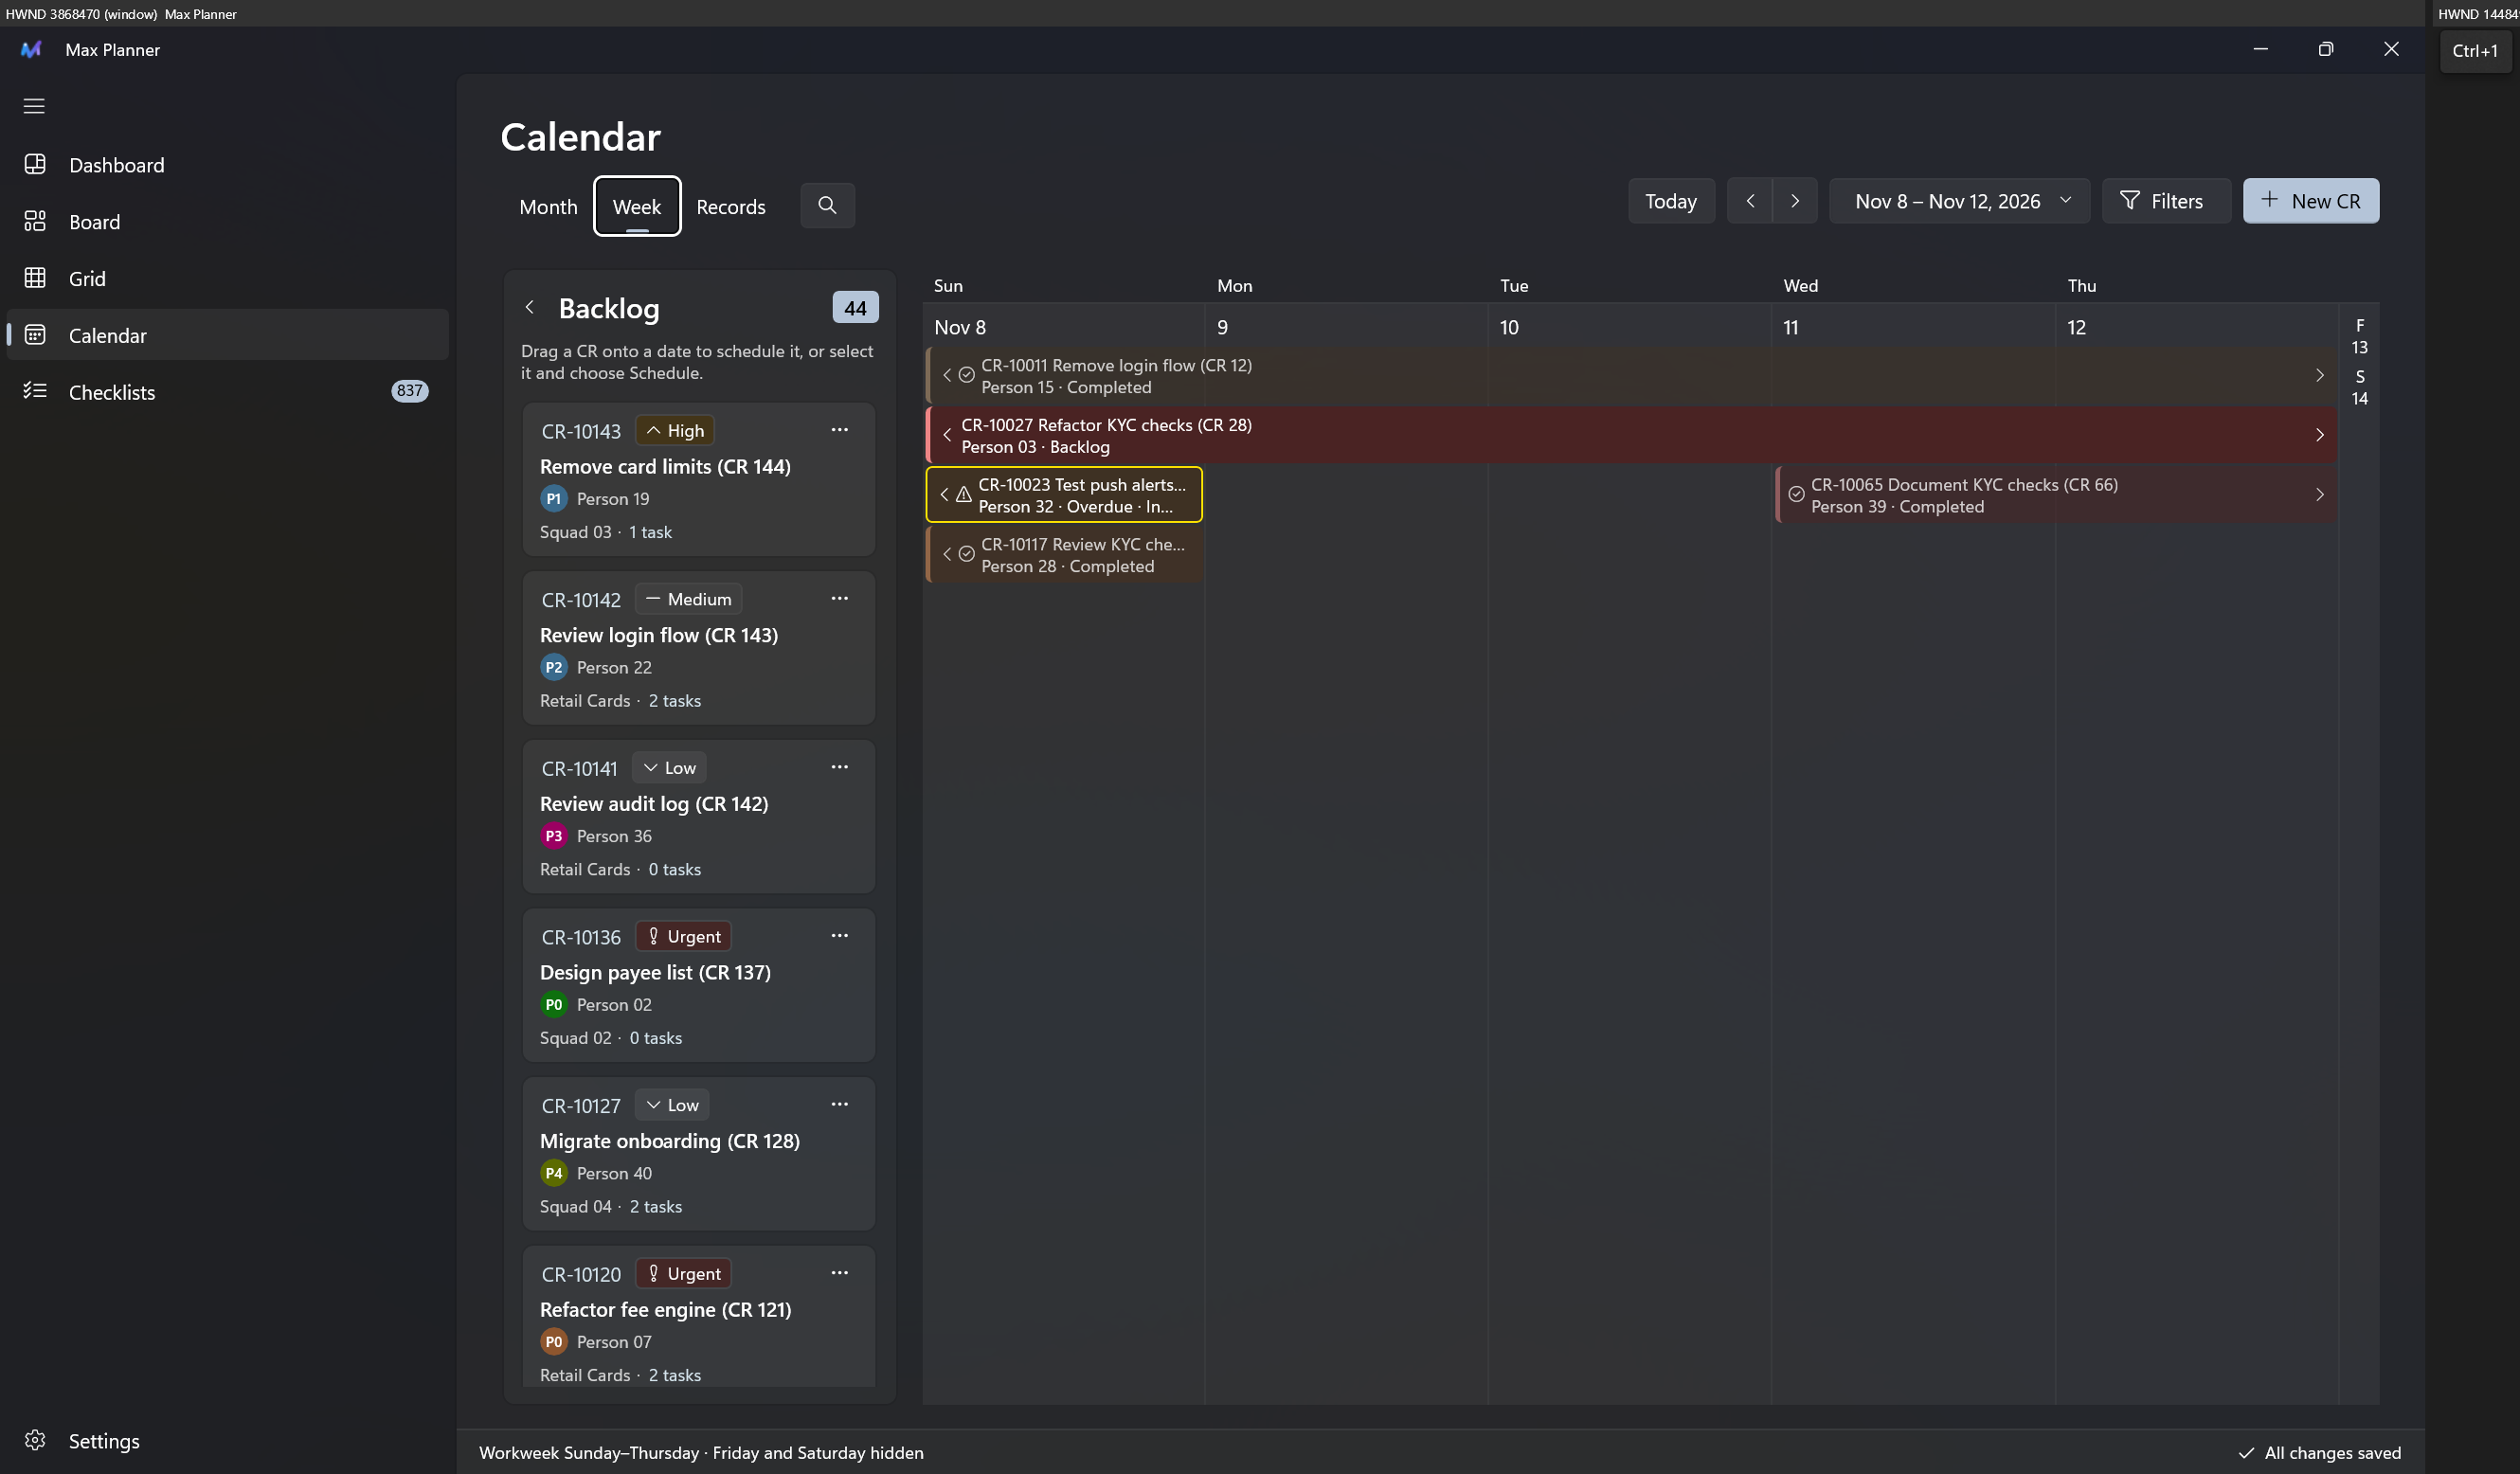 HWND 3868470 (window) Max Planner
HWND 14484
Max Planner
Ctrl+1
Dashboard
Board
Grid
Calendar
Checklists
837
Settings
Calendar
Month
Week
Records
Today
Nov 8 – Nov 12, 2026
Filters
New CR
Backlog
44
Drag a CR onto a date to schedule it, or select
it and choose Schedule.
CR-10143
High
Remove card limits (CR 144)
P1
Person 19
Squad 03 · 1 task
CR-10142
Medium
Review login flow (CR 143)
P2
Person 22
Retail Cards · 2 tasks
CR-10141
Low
Review audit log (CR 142)
P3
Person 36
Retail Cards · 0 tasks
CR-10136
Urgent
Design payee list (CR 137)
P0
Person 02
Squad 02 · 0 tasks
CR-10127
Low
Migrate onboarding (CR 128)
P4
Person 40
Squad 04 · 2 tasks
CR-10120
Urgent
Refactor fee engine (CR 121)
P0
Person 07
Retail Cards · 2 tasks
Sun
Mon
Tue
Wed
Thu
Nov 8
9
10
11
12
F
13
S
14
CR-10011 Remove login flow (CR 12)
Person 15 · Completed
CR-10027 Refactor KYC checks (CR 28)
Person 03 · Backlog
CR-10023 Test push alerts...
Person 32 · Overdue · In...
CR-10065 Document KYC checks (CR 66)
Person 39 · Completed
CR-10117 Review KYC che...
Person 28 · Completed
Workweek Sunday–Thursday · Friday and Saturday hidden
All changes saved